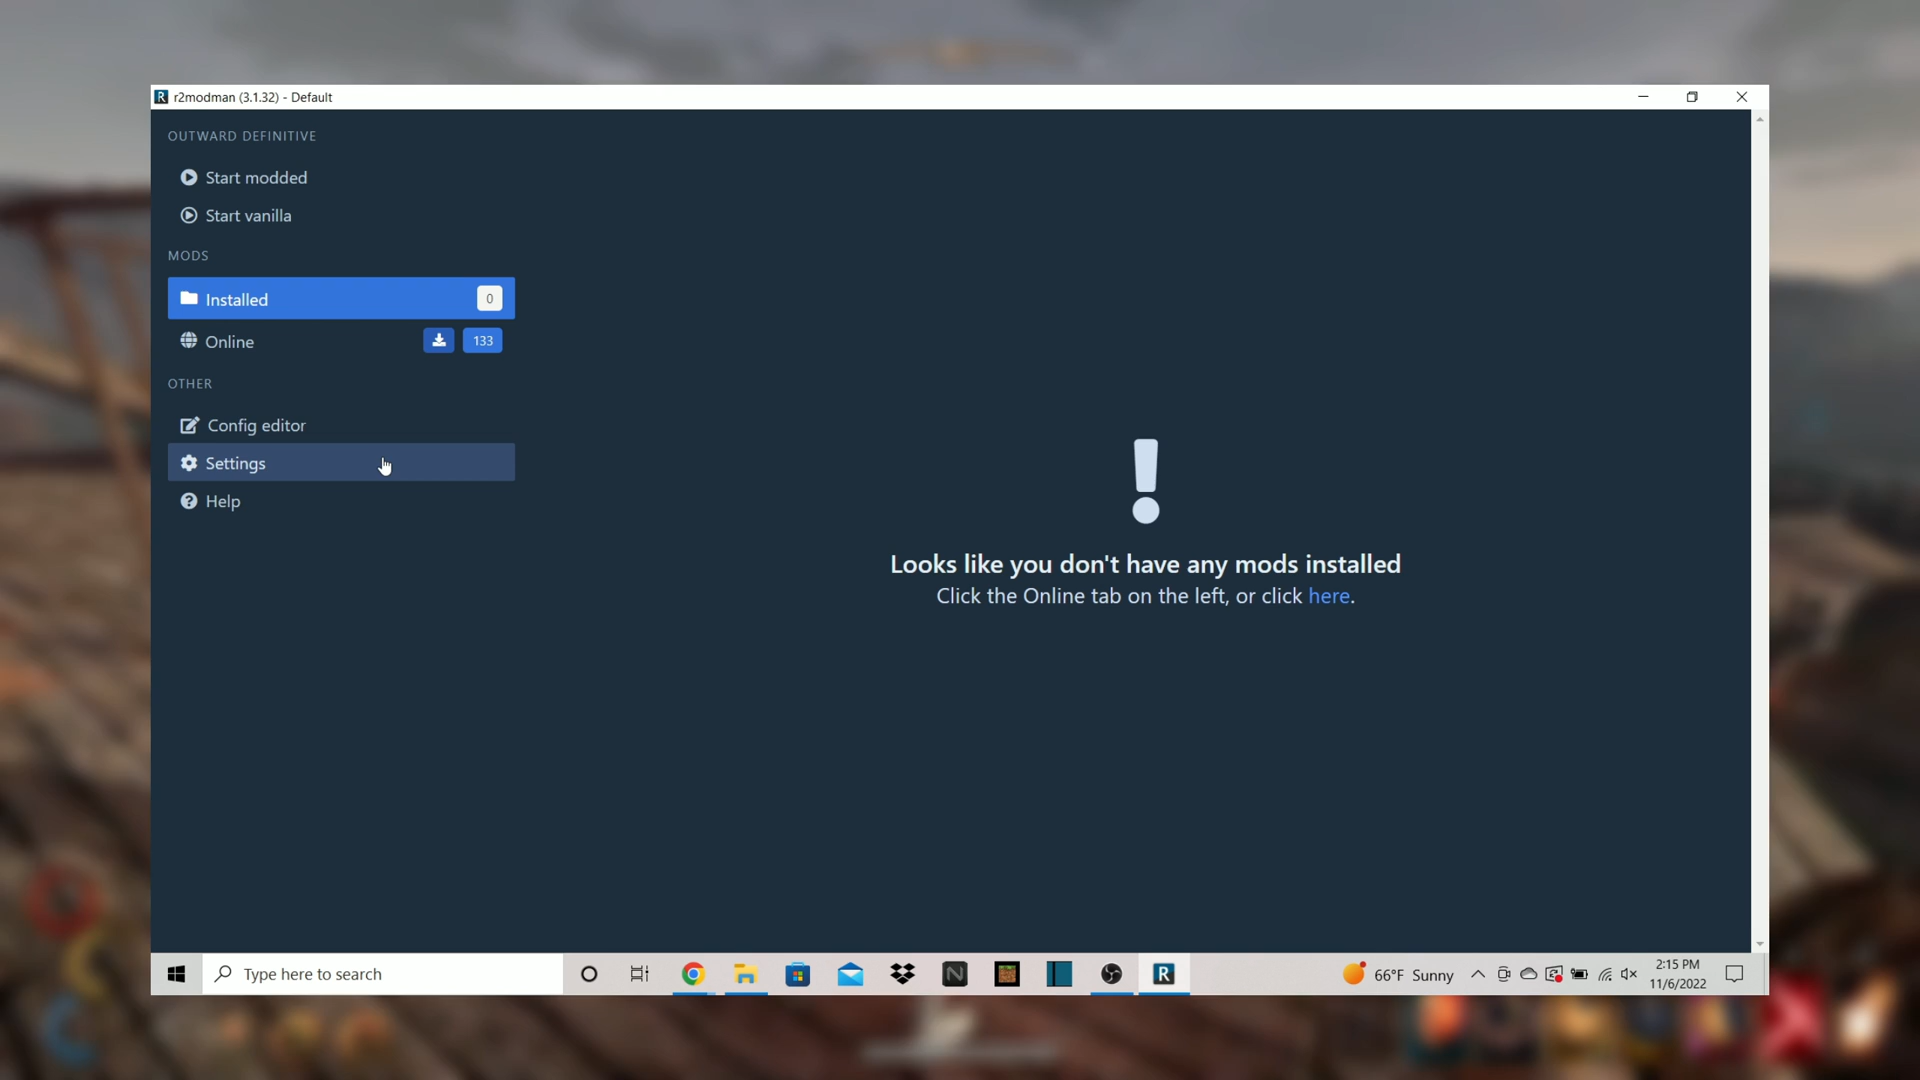 r2modman (3.1.32) - Default
OUTWARD DEFINITIVE
Start modded
Start vanilla
MODS
Installed 0
Online 133
OTHER
Config editor
Settings
Help
Looks like you don't have any mods installed
Click the Online tab on the left, or click here.
Type here to search
66°F Sunny
2:15 PM
11/6/2022